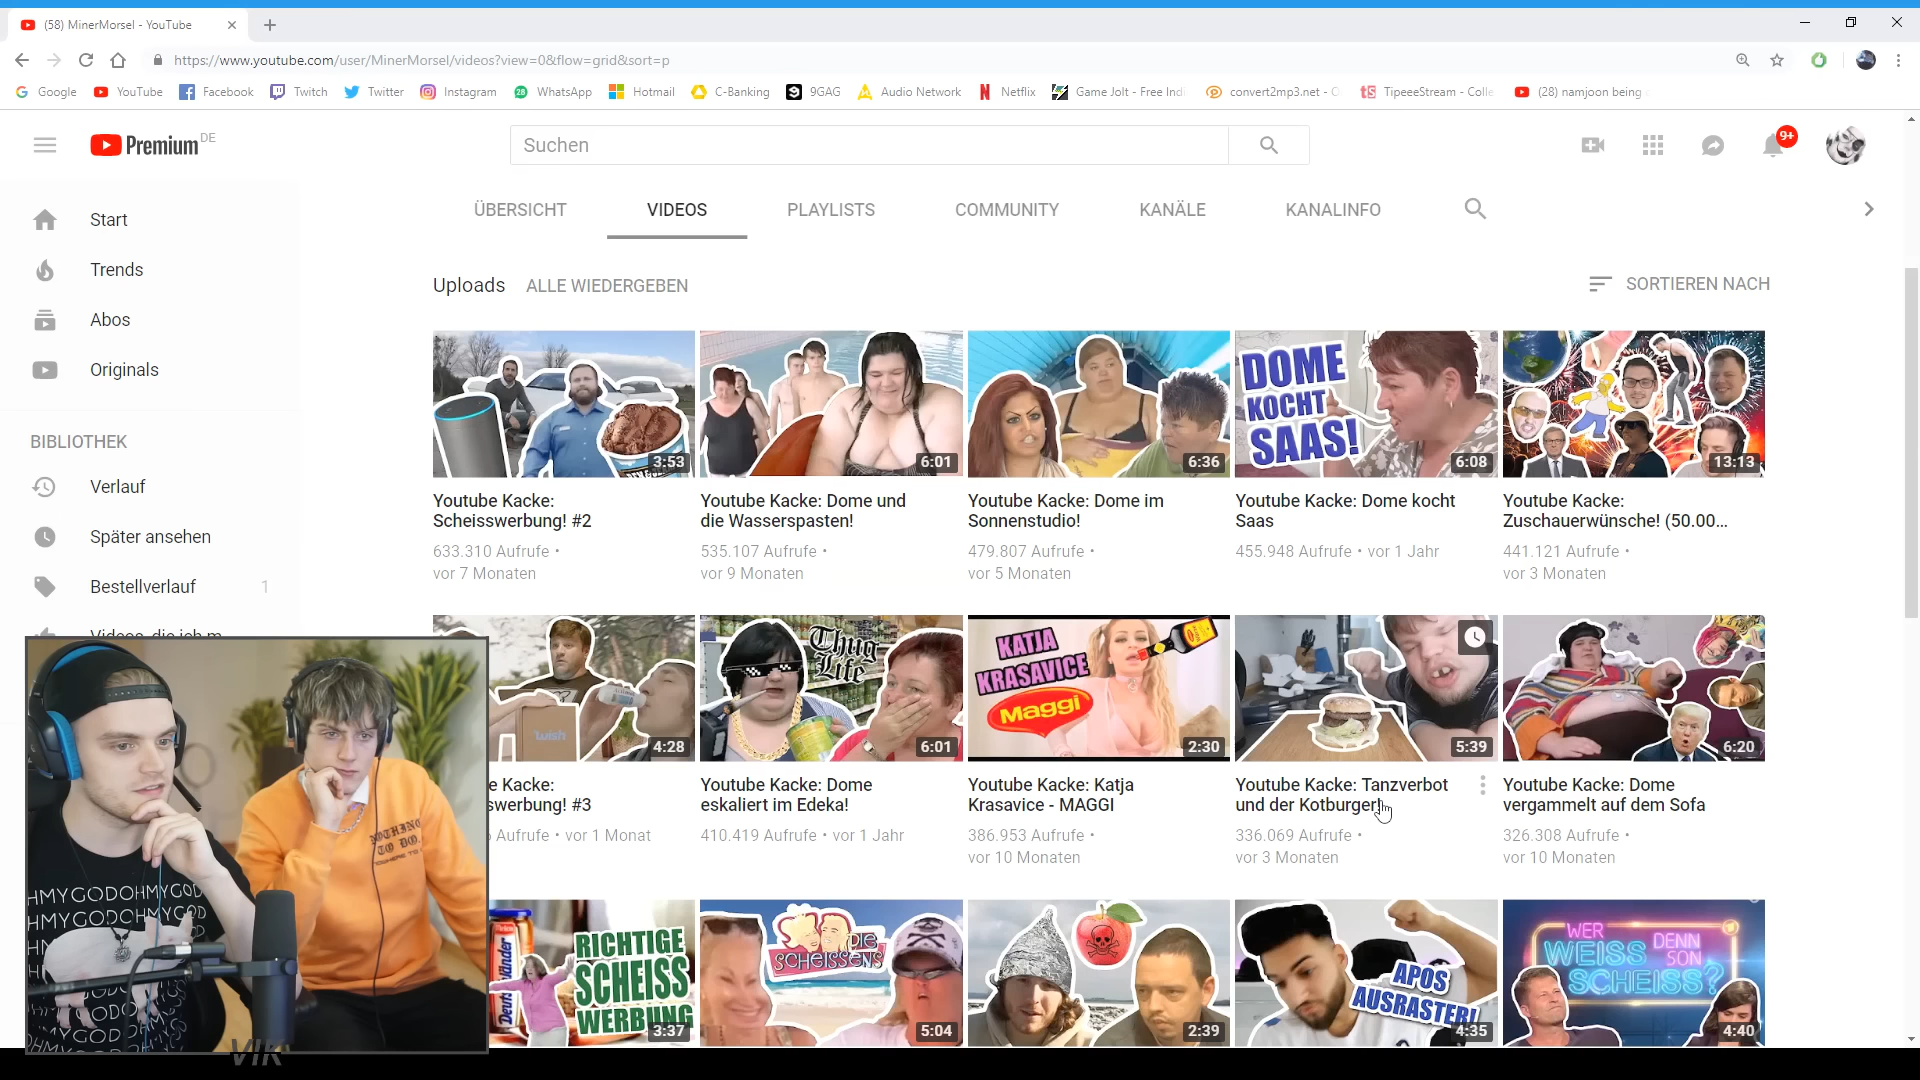 (58) MinerMorsel - YouTube
https://www.youtube.com/user/MinerMorsel/videos?view=0&flow=grid&sort=p
Google YouTube Facebook Twitch Twitter Instagram WhatsApp Hotmail C-Banking 9GAG Audio Network Netflix Game Jolt - Free Indi convert2mp3.net - O TipeeeStream - Colle (28) namjoon being
Premium DE
Suchen
9+
ÜBERSICHT VIDEOS PLAYLISTS COMMUNITY KANÄLE KANALINFO
Start
Trends
Abos
Originals
BIBLIOTHEK
Verlauf
Später ansehen
Bestellverlauf 1
Videos, die ich m
Uploads ALLE WIEDERGEBEN
SORTIEREN NACH
3:53
6:01
6:36
DOME
KOCHT
SAAS!
6:08
13:13
Youtube Kacke:
Scheisswerbung! #2
633.310 Aufrufe •
vor 7 Monaten
Youtube Kacke: Dome und
die Wasserspasten!
535.107 Aufrufe •
vor 9 Monaten
Youtube Kacke: Dome im
Sonnenstudio!
479.807 Aufrufe •
vor 5 Monaten
Youtube Kacke: Dome kocht
Saas
455.948 Aufrufe • vor 1 Jahr
Youtube Kacke:
Zuschauerwünsche! (50.00...
441.121 Aufrufe •
vor 3 Monaten
wish
4:28
Thug
Life
6:01
KATJA
KRASAVICE
Maggi
2:30
5:39
6:20
e Kacke:
swerbung! #3
Aufrufe • vor 1 Monat
Youtube Kacke: Dome
eskaliert im Edeka!
410.419 Aufrufe • vor 1 Jahr
Youtube Kacke: Katja
Krasavice - MAGGI
386.953 Aufrufe •
vor 10 Monaten
Youtube Kacke: Tanzverbot
und der Kotburger!
336.069 Aufrufe •
vor 3 Monaten
Youtube Kacke: Dome
vergammelt auf dem Sofa
326.308 Aufrufe •
vor 10 Monaten
RICHTIGE
SCHEISS
WERBUNG
3:37
DIE
SCHEISSENS
5:04
2:39
APOS
AUSRASTER!
4:35
WER
WEISS DENN
SON
SCHEISS?
4:40
NOTHING
TO DO.
HMYGODOHMYGOD
HMYGODOHMYGOD
VIK